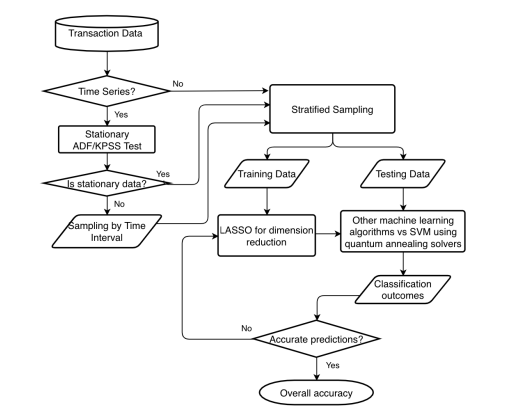 Transaction Data
Time Series?
No
Yes
Stationary
ADF/KPSS Test
Is stationary data?
Yes
No
Sampling by Time
Interval
Stratified Sampling
Training Data
Testing Data
LASSO for dimension
reduction
Other machine learning
algorithms vs SVM using
quantum annealing solvers
Classification
outcomes
Accurate predictions?
No
Yes
Overall accuracy